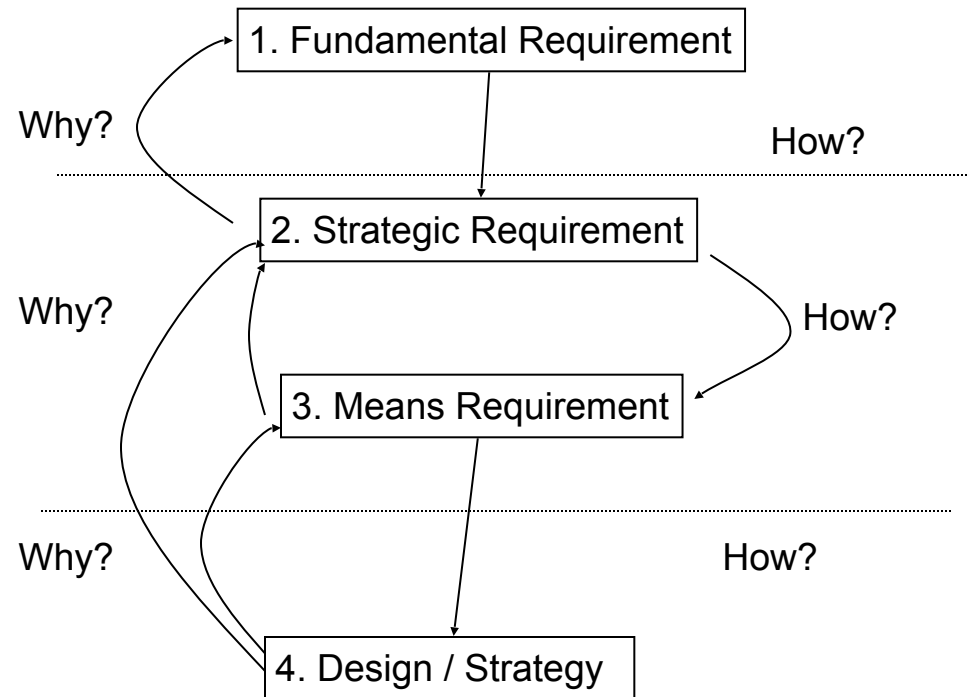 1. Fundamental Requirement
Why?
How?
2. Strategic Requirement
Why?
How?
3. Means Requirement
Why?
How?
4. Design / Strategy